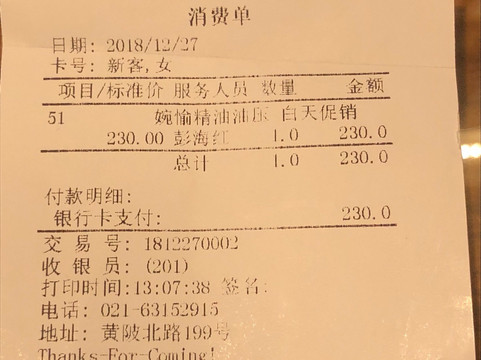 消费单
日期: 2018/12/27
卡号: 新客,女
项目/标准价 服务人员 数量 金额
51 婉愉精油油压 白天促销
230.00 彭海红 1.0 230.0
总计 1.0 230.0
付款明细:
银行卡支付: 230.0
交 易 号: 1812270002
收 银 员: (201)
打印时间:13:07:38 签名:
电话: 021-63152915
地址: 黄陂北路199号
Thanks-For-Coming!